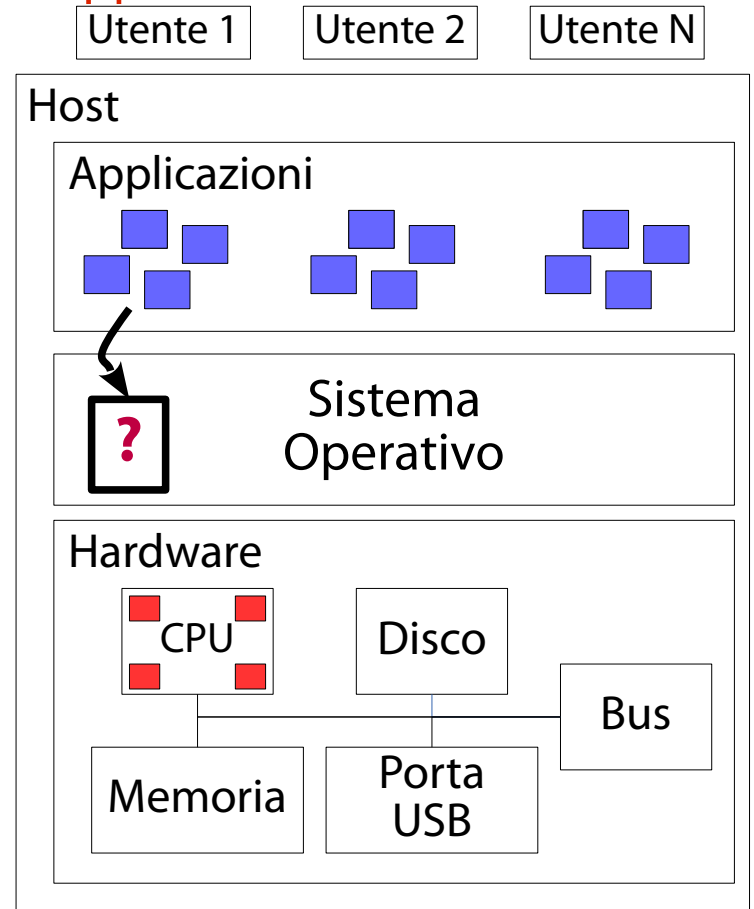 Utente 1
Utente 2
Utente N
Host
Applicazioni
?
Sistema
Operativo
Hardware
CPU
Disco
Bus
Memoria
Porta
USB